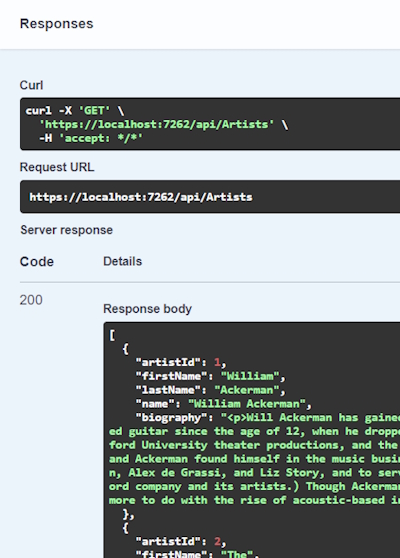 Responses
Curl
curl -X 'GET' \
'https://localhost:7262/api/Artists' \
-H 'accept: */*'
Request URL
https://localhost:7262/api/Artists
Server response
Code Details
200
Response body
[
{
"artistId": 1,
"firstName": "William",
"lastName": "Ackerman",
"name": "William Ackerman",
"biography": "<p>Will Ackerman has gained
ed guitar since the age of 12, when he droppe
ford University theater productions, and the
and Ackerman found himself in the music busin
n, Alex de Grassi, and Liz Story, and to serv
ord company and its artists.) Though Ackerman
more to do with the rise of acoustic-based in
},
{
"artistId": 2,
"firstName": "The",